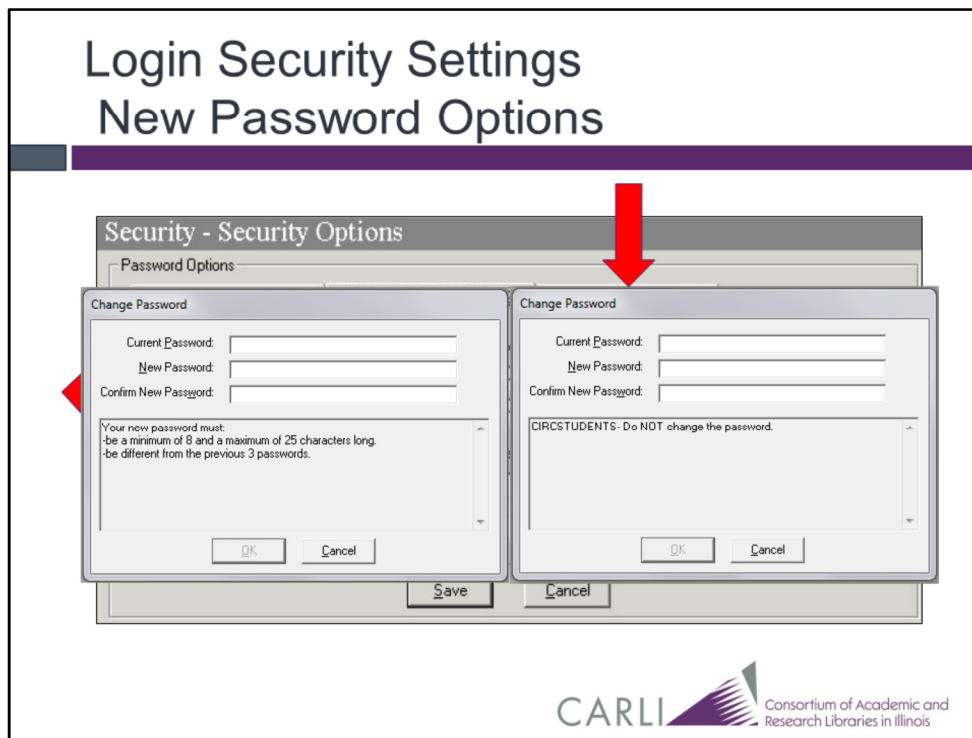 Login Security Settings
New Password Options
Security - Security Options
Password Options
Change Password
Current Password:
New Password:
Confirm New Password:
Your new password must:
-be a minimum of 8 and a maximum of 25 characters long.
-be different from the previous 3 passwords.
OK
Cancel
Change Password
Current Password:
New Password:
Confirm New Password:
CIRCSTUDENTS- Do NOT change the password.
OK
Cancel
Save
Cancel
CARLI
Consortium of Academic and
Research Libraries in Illinois